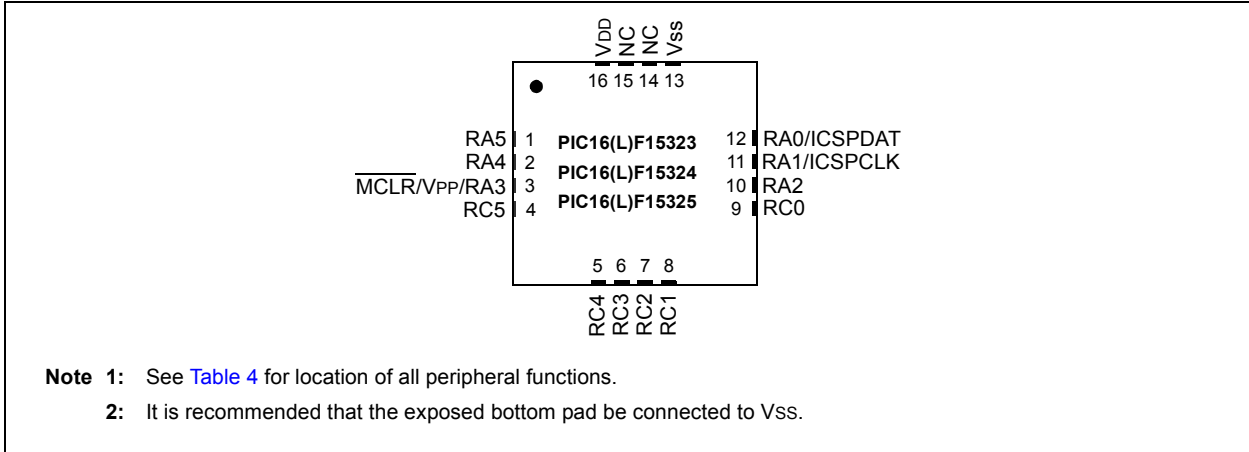 VDD
NC
NC
Vss
16 15 14 13
RA5 1 PIC16(L)F15323 12 RA0/ICSPDAT
RA4 2 PIC16(L)F15324 11 RA1/ICSPCLK
MCLR/VPP/RA3 3 PIC16(L)F15325 10 RA2
RC5 4 9 RC0
5 6 7 8
RC4
RC3
RC2
RC1
Note 1: See Table 4 for location of all peripheral functions.
2: It is recommended that the exposed bottom pad be connected to VSS.